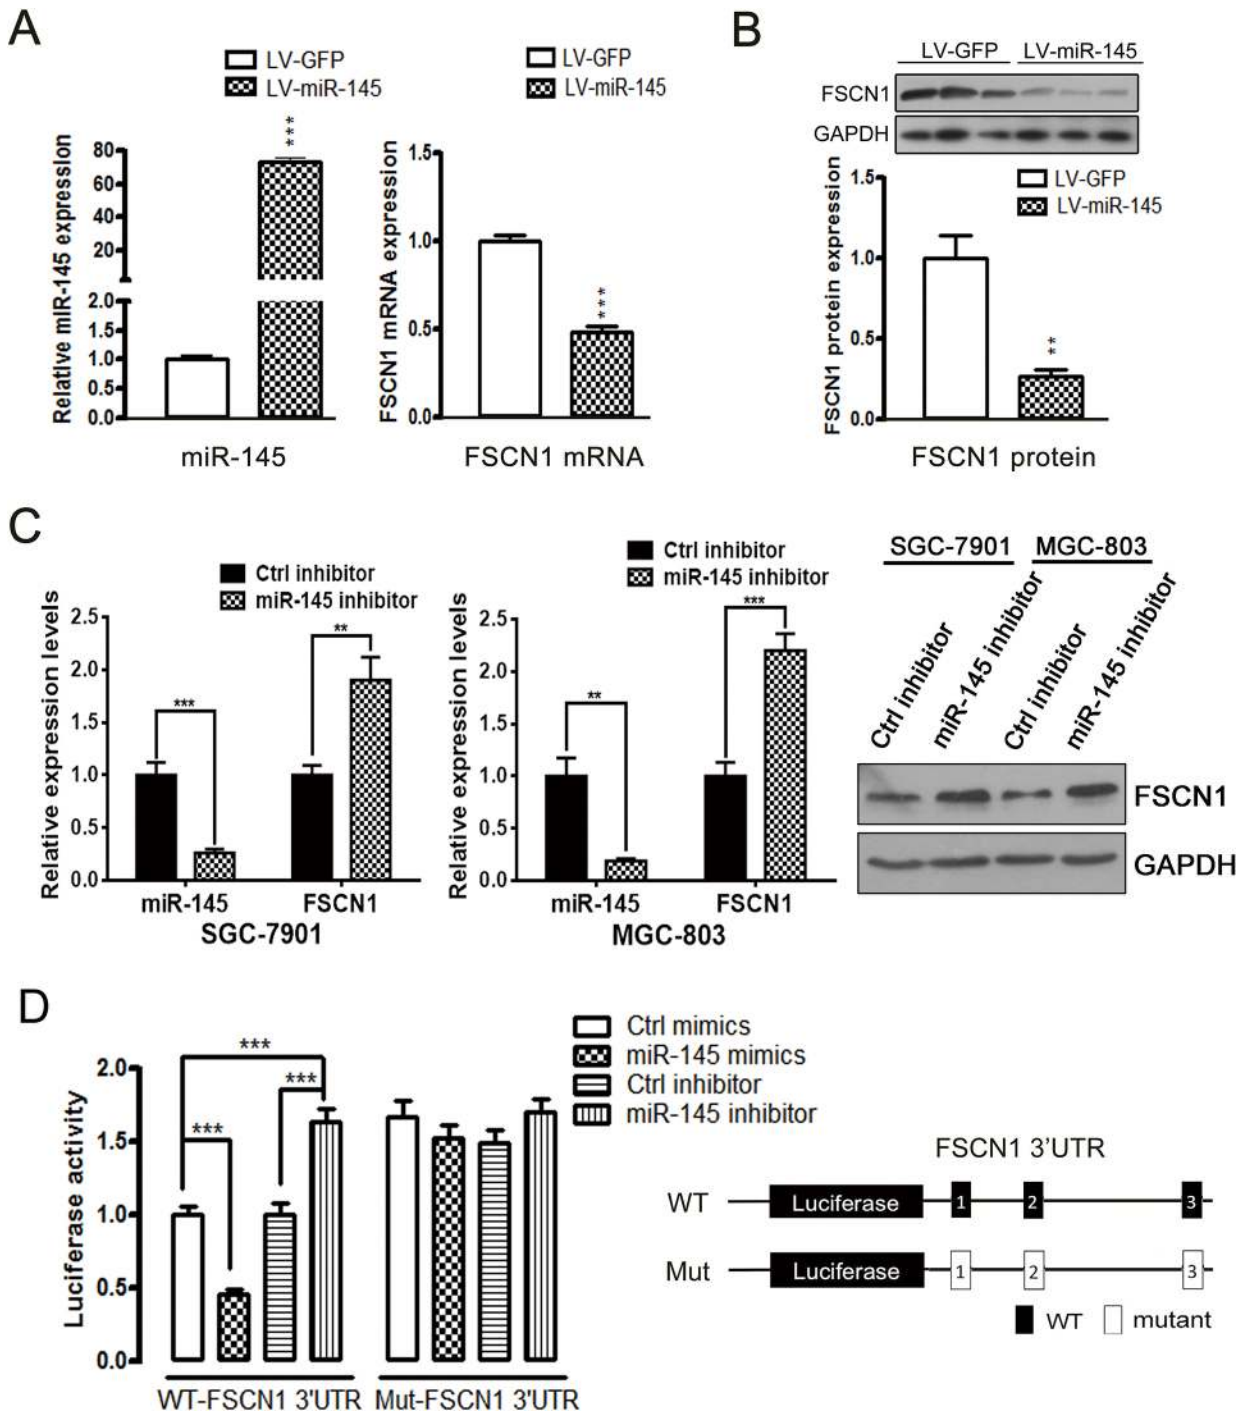 A
LV-GFP
LV-miR-145
Relative miR-145 expression
80
60
40
20
2.0
1.5
1.0
0.5
0.0
***
miR-145
LV-GFP
LV-miR-145
FSCN1 mRNA expression
1.5
1.0
0.5
0.0
***
FSCN1 mRNA
B
LV-GFP LV-miR-145
FSCN1
GAPDH
LV-GFP
LV-miR-145
FSCN1 protein expression
1.5
1.0
0.5
0.0
**
FSCN1 protein
C
Ctrl inhibitor
miR-145 inhibitor
Relative expression levels
2.5
2.0
1.5
1.0
0.5
0.0
***
**
miR-145 FSCN1
SGC-7901
Ctrl inhibitor
miR-145 inhibitor
Relative expression levels
2.5
2.0
1.5
1.0
0.5
0.0
**
***
miR-145 FSCN1
MGC-803
SGC-7901 MGC-803
Ctrl inhibitor
miR-145 inhibitor
Ctrl inhibitor
miR-145 inhibitor
FSCN1
GAPDH
D
Ctrl mimics
miR-145 mimics
Ctrl inhibitor
miR-145 inhibitor
Luciferase activity
2.0
1.5
1.0
0.5
0.0
***
***
***
WT-FSCN1 3'UTR Mut-FSCN1 3'UTR
FSCN1 3'UTR
WT Luciferase 1 2 3
Mut Luciferase 1 2 3
WT mutant